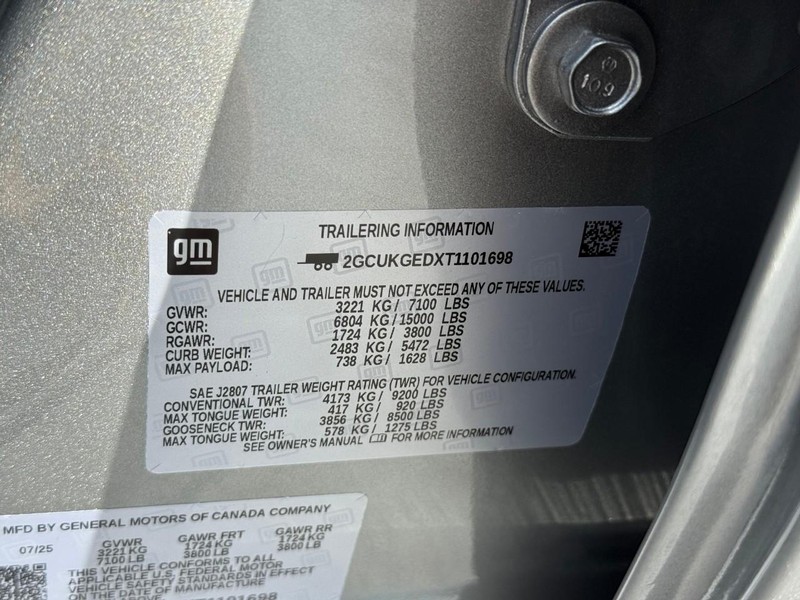 109
TRAILERING INFORMATION
gm
2GCUKGEDXT1101698
VEHICLE AND TRAILER MUST NOT EXCEED ANY OF THESE VALUES.
GVWR: 3221 KG / 7100 LBS
GCWR: 6804 KG / 15000 LBS
RGAWR: 1724 KG / 3800 LBS
CURB WEIGHT: 2483 KG / 5472 LBS
MAX PAYLOAD: 738 KG / 1628 LBS
SAE J2807 TRAILER WEIGHT RATING (TWR) FOR VEHICLE CONFIGURATION.
CONVENTIONAL TWR: 4173 KG / 9200 LBS
MAX TONGUE WEIGHT: 417 KG / 920 LBS
GOOSENECK TWR: 3856 KG / 8500 LBS
MAX TONGUE WEIGHT: 578 KG / 1275 LBS
SEE OWNER'S MANUAL FOR MORE INFORMATION
MFD BY GENERAL MOTORS OF CANADA COMPANY
07/25 GVWR GAWR FRT GAWR RR
3221 KG 1724 KG 1724 KG
7100 LB 3800 LB 3800 LB
THIS VEHICLE CONFORMS TO ALL
APPLICABLE U.S. FEDERAL MOTOR
VEHICLE SAFETY STANDARDS IN EFFECT
ON THE DATE OF MANUFACTURE
T1101698